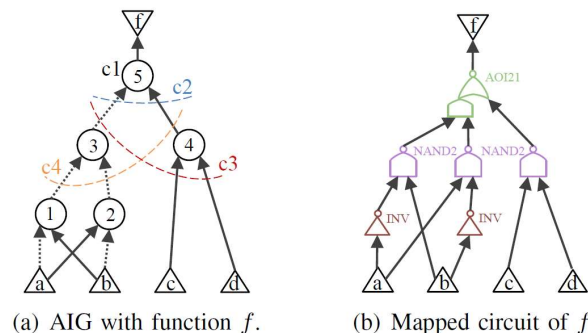 f
f
c1
5
c2
AOI21
3
4
c4
c3
NAND2
NAND2
1
2
INV
INV
a
b
c
d
a
b
c
d
(a) AIG with function f.
(b) Mapped circuit of f